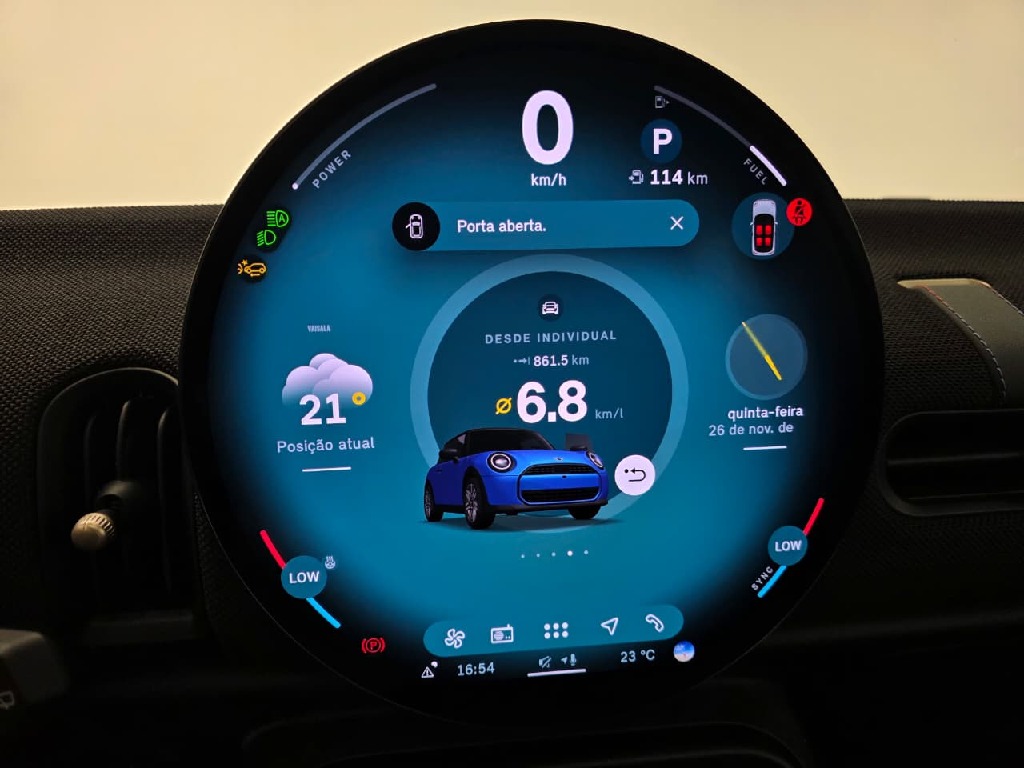 0
km/h
POWER
P
114 km
FUEL
Porta aberta.
DESDE INDIVIDUAL
861.5 km
6.8 km/l
21
Posição atual
quinta-feira
26 de nov. de
LOW
LOW
SYNC
16:54
23 °C